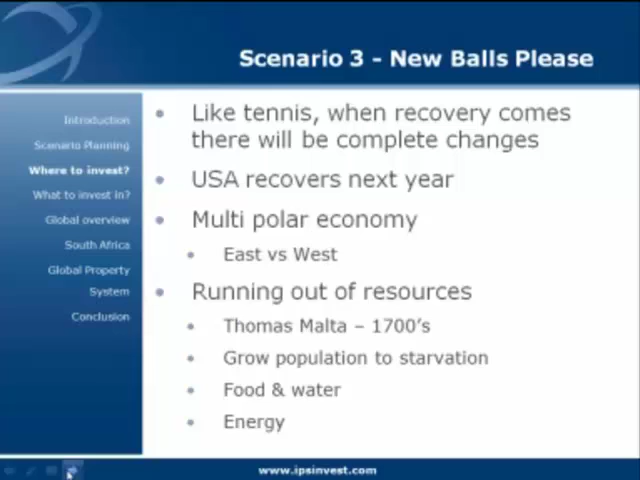 Scenario 3 - New Balls Please
Introduction
Scenario Planning
Where to invest?
What to invest in?
Global overview
South Africa
Global Property
System
Conclusion
• Like tennis, when recovery comes
there will be complete changes
• USA recovers next year
• Multi polar economy
• East vs West
• Running out of resources
• Thomas Malta – 1700's
• Grow population to starvation
• Food & water
• Energy
www.ipsinvest.com